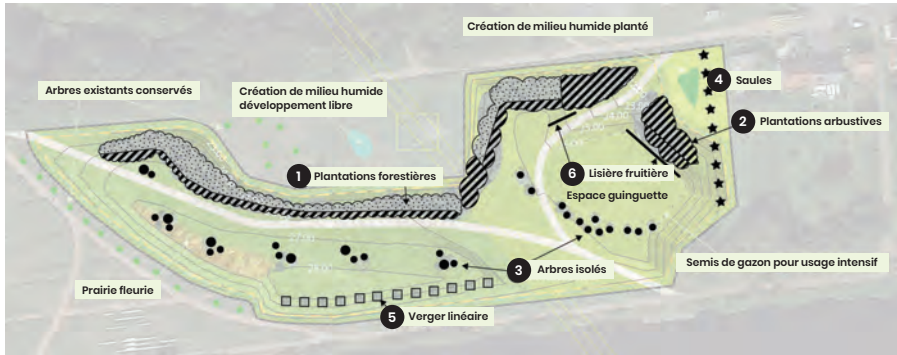 Création de milieu humide planté
Arbres existants conservés
Création de milieu humide
développement libre
4 Saules
2 Plantations arbustives
1 Plantations forestières
6 Lisière fruitière
Espace guinguette
3 Arbres isolés
Semis de gazon pour usage intensif
Prairie fleurie
5 Verger linéaire